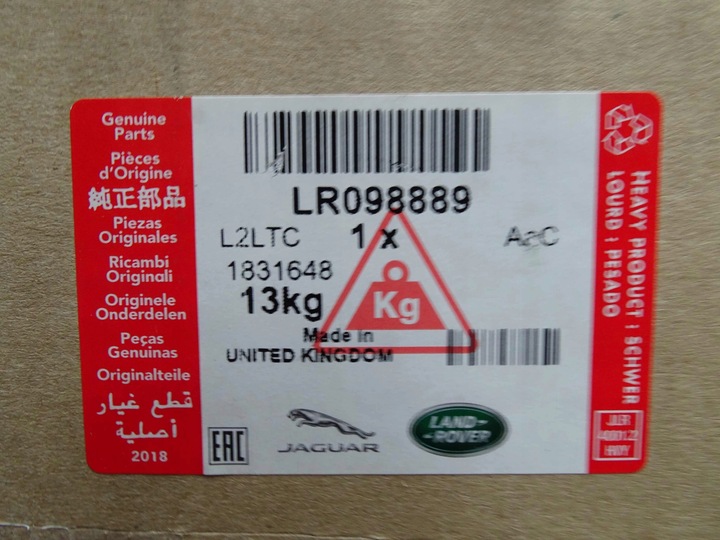 Genuine
Parts
Pièces
d'Origine
純正部品
Piezas
Originales
Ricambi
Originali
Originele
Onderdelen
Peças
Genuinas
Originalteile
قطع غيار
أصلية
2018
LR098889
L2LTC 1 x
1831648
13kg
Kg
Made in
UNITED KINGDOM
EAC
JAGUAR
LAND-
-ROVER
HEAVY PRODUCT : SCHWER
LOURD : PESADO
JLR